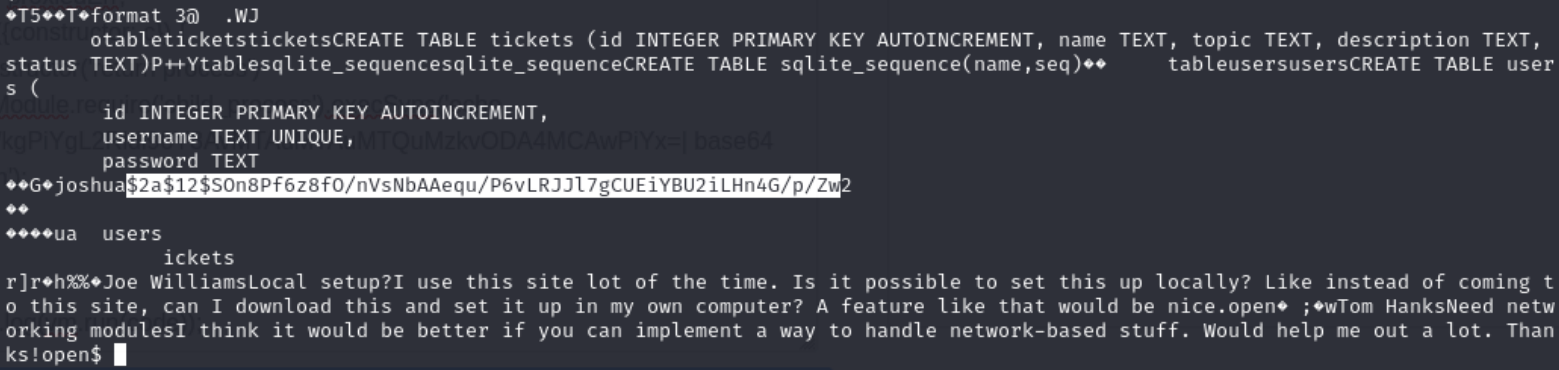 �T5��T�format 3@  .WJ
       otableticketsticketsCREATE TABLE tickets (id INTEGER PRIMARY KEY AUTOINCREMENT, name TEXT, topic TEXT, description TEXT,
status TEXT)P++Ytablesqlite_sequencesqlite_sequenceCREATE TABLE sqlite_sequence(name,seq)��     tableusersusersCREATE TABLE user
s (
        id INTEGER PRIMARY KEY AUTOINCREMENT,
        username TEXT UNIQUE,
        password TEXT
��G�joshua$2a$12$SOn8Pf6z8fO/nVsNbAAequ/P6vLRJJl7gCUEiYBU2iLHn4G/p/Zw2
��
����ua  users
             ickets
r]r�h%%�Joe WilliamsLocal setup?I use this site lot of the time. Is it possible to set this up locally? Like instead of coming t
o this site, can I download this and set it up in my own computer? A feature like that would be nice.open� ;�wTom HanksNeed netw
orking modulesI think it would be better if you can implement a way to handle network-based stuff. Would help me out a lot. Than
ks!open$